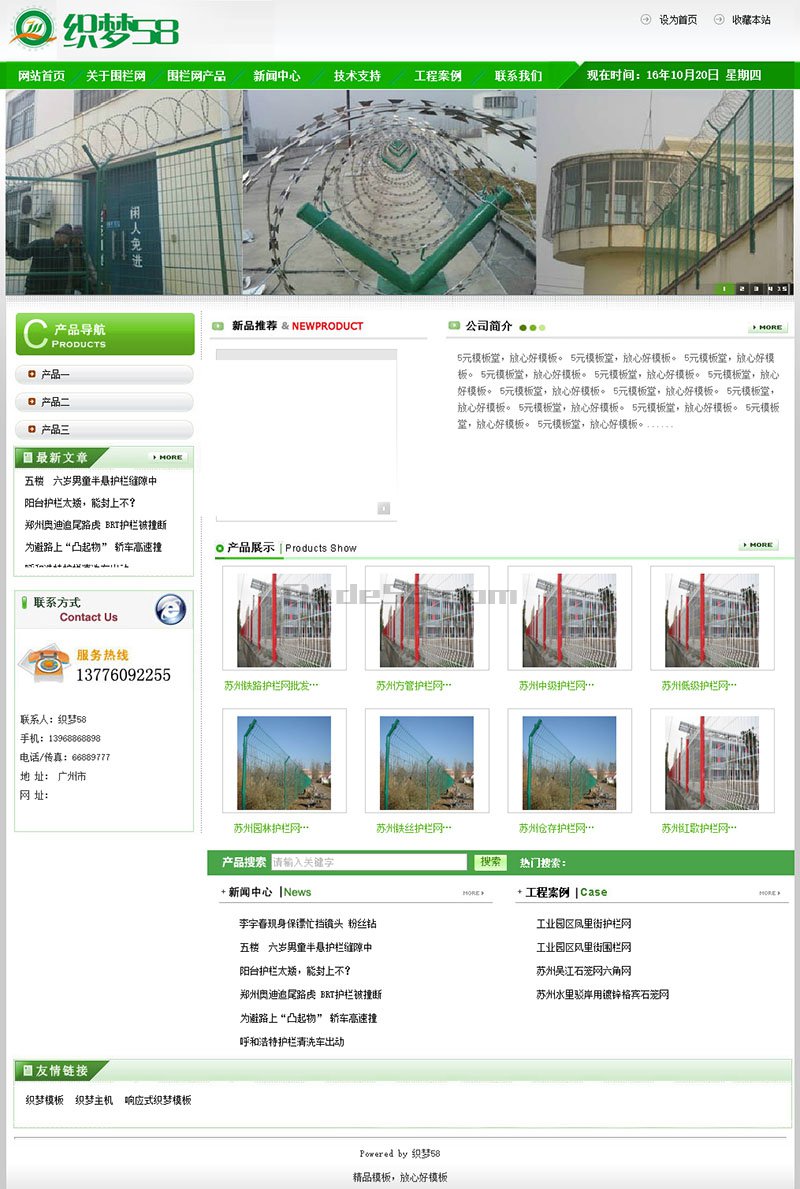 织梦58
设为首页 收藏本站
网站首页 关于围栏网 围栏网产品 新闻中心 技术支持 工程案例 联系我们 现在时间：16年10月20日 星期四
闲人免进
1 2 3 4 5
产品导航
PRODUCTS
产品一
产品二
产品三
最新文章 MORE
五楼 六岁男童半悬护栏缝隙中
阳台护栏太矮，能封上不？
郑州奥迪追尾路虎 BRT护栏被撞断
为避路上“凸起物” 轿车高速撞
呼和浩特护栏清洗车出动
联系方式
Contact Us
服务热线
13776092255
联系人：织梦58
手机：13968868898
电话/传真：66889777
地 址： 广州市
网 址：
新品推荐 & NEWPRODUCT
公司简介 MORE
5元模板堂，放心好模板。 5元模板堂，放心好模板。 5元模板堂，放心好模
板。 5元模板堂，放心好模板。 5元模板堂，放心好模板。 5元模板堂，放心
好模板。 5元模板堂，放心好模板。 5元模板堂，放心好模板。 5元模板堂，
放心好模板。 5元模板堂，放心好模板。 5元模板堂，放心好模板。 5元模板
堂，放心好模板。 5元模板堂，放心好模板。......
产品展示 | Products Show MORE
苏州铁路护栏网批发… 苏州方管护栏网… 苏州中级护栏网… 苏州低级护栏网…
苏州园林护栏网… 苏州铁丝护栏网… 苏州仓存护栏网… 苏州红歌护栏网…
产品搜索 请输入关键字 搜索 热门搜索：
+ 新闻中心 |News MORE
李宇春现身保镖忙挡镜头 粉丝钻
五楼 六岁男童半悬护栏缝隙中
阳台护栏太矮，能封上不？
郑州奥迪追尾路虎 BRT护栏被撞断
为避路上“凸起物” 轿车高速撞
呼和浩特护栏清洗车出动
+ 工程案例 |Case MORE
工业园区凤里街护栏网
工业园区凤里街围栏网
苏州吴江石笼网六角网
苏州水里驳岸用镀锌格宾石笼网
友情链接
织梦模板 织梦主机 响应式织梦模板
Powered by 织梦58
精品模板，放心好模板